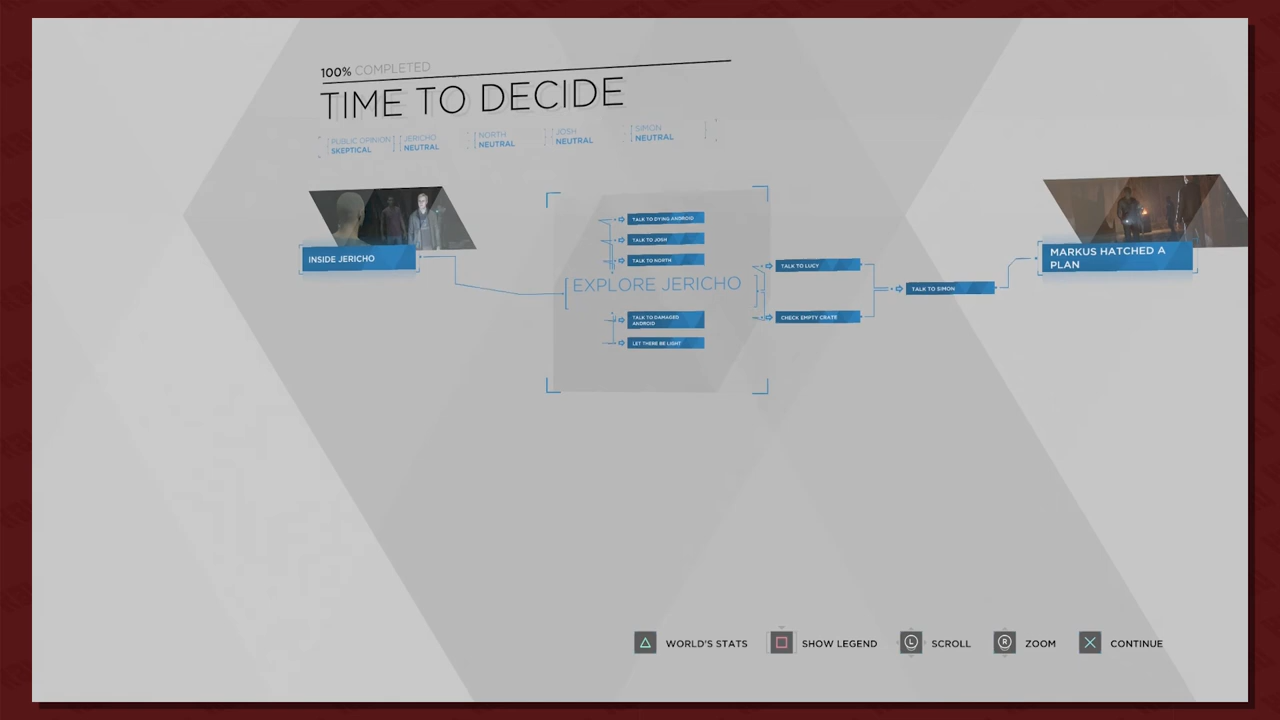 100% COMPLETED
TIME TO DECIDE
PUBLIC OPINION
SKEPTICAL
JERICHO
NEUTRAL
NORTH
NEUTRAL
JOSH
NEUTRAL
SIMON
NEUTRAL
INSIDE JERICHO
TALK TO DYING ANDROID
TALK TO JOSH
TALK TO NORTH
EXPLORE JERICHO
TALK TO DAMAGED
ANDROID
LET THERE BE LIGHT
TALK TO LUCY
CHECK EMPTY CRATE
TALK TO SIMON
MARKUS HATCHED A
PLAN
WORLD'S STATS
SHOW LEGEND
L
SCROLL
R
ZOOM
CONTINUE